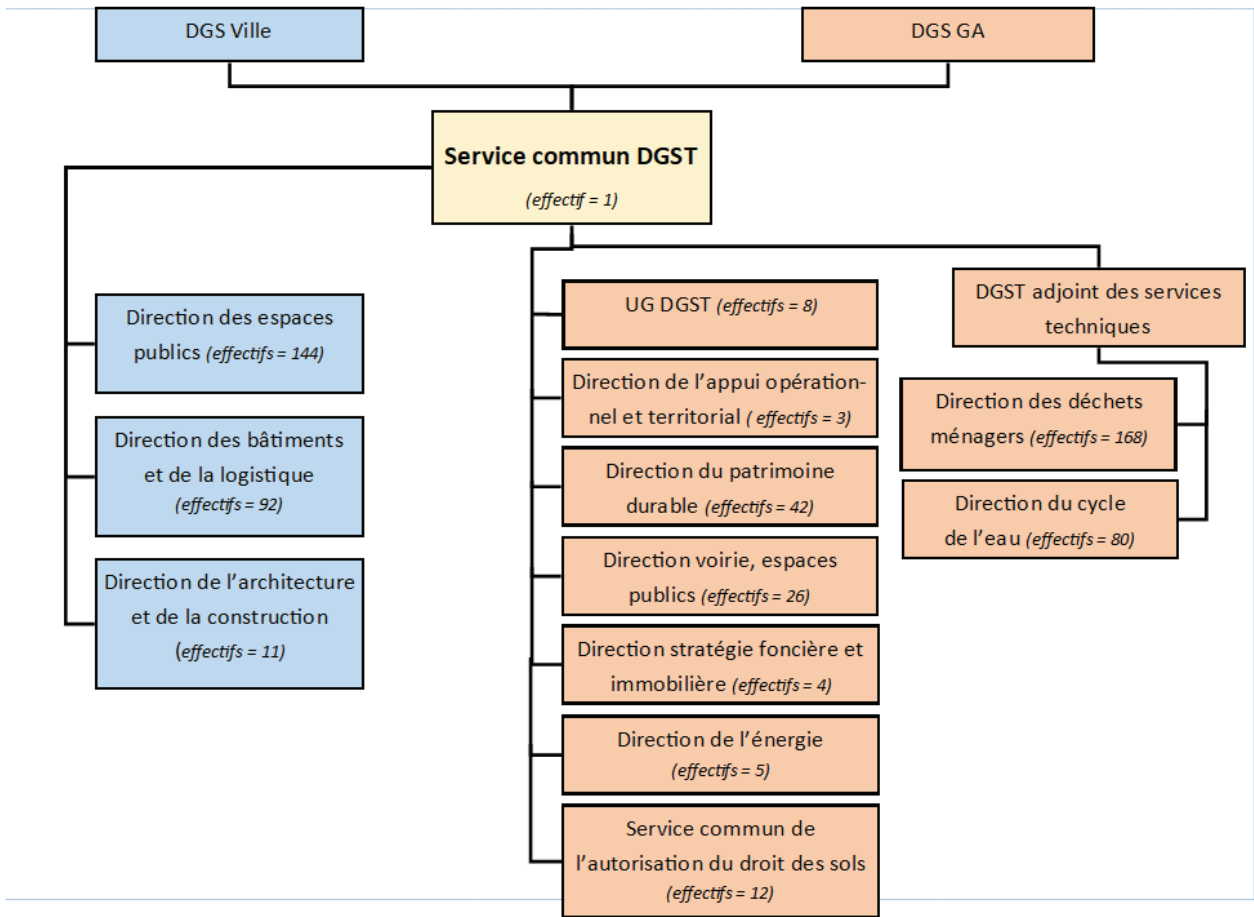 DGS Ville
DGS GA
Service commun DGST
(effectif = 1)
Direction des espaces
publics (effectifs = 144)
Direction des bâtiments
et de la logistique
(effectifs = 92)
Direction de l’architecture
et de la construction
(effectifs = 11)
UG DGST (effectifs = 8)
Direction de l’appui opération-
nel et territorial ( effectifs = 3)
Direction du patrimoine
durable (effectifs = 42)
Direction voirie, espaces
publics (effectifs = 26)
Direction stratégie foncière et
immobilière (effectifs = 4)
Direction de l’énergie
(effectifs = 5)
Service commun de
l’autorisation du droit des sols
(effectifs = 12)
DGST adjoint des services
techniques
Direction des déchets
ménagers (effectifs = 168)
Direction du cycle
de l’eau (effectifs = 80)